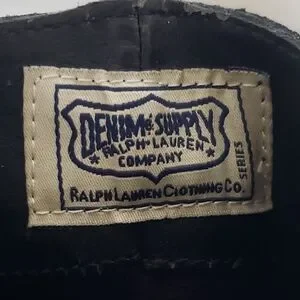 DENIM & SUPPLY
RALPH LAUREN
COMPANY
RALPH LAUREN CLOTHING CO.
SERIES